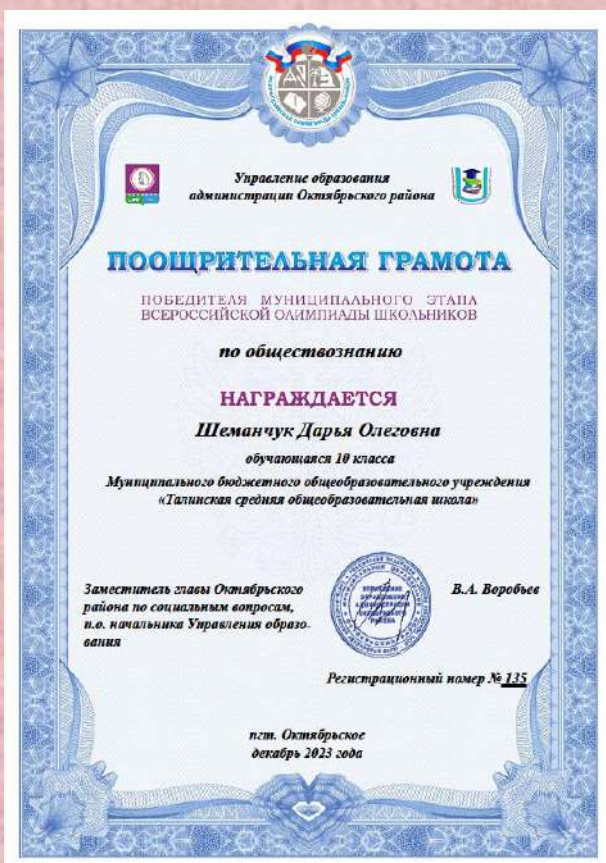 Управление образования
администрации Октябрьского района
ПООЩРИТЕЛЬНАЯ ГРАМОТА
ПОБЕДИТЕЛЯ МУНИЦИПАЛЬНОГО ЭТАПА
ВСЕРОССИЙСКОЙ ОЛИМПИАДЫ ШКОЛЬНИКОВ
по обществознанию
НАГРАЖДАЕТСЯ
Шеманчук Дарья Олеговна
обучающаяся 10 класса
Муниципального бюджетного общеобразовательного учреждения
«Талинская средняя общеобразовательная школа»
Заместитель главы Октябрьского
района по социальным вопросам,
и.о. начальника Управления образо-
вания
В.А. Воробьев
Регистрационный номер № 135
пгт. Октябрьское
декабрь 2023 года